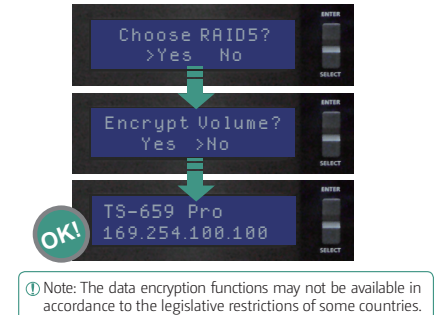 ENTER
Choose RAID5?
>Yes No
SELECT
ENTER
Encrypt Volume?
Yes >No
SELECT
ENTER
TS-659 Pro
169.254.100.100
OK!
SELECT
Note: The data encryption functions may not be available in
accordance to the legislative restrictions of some countries.